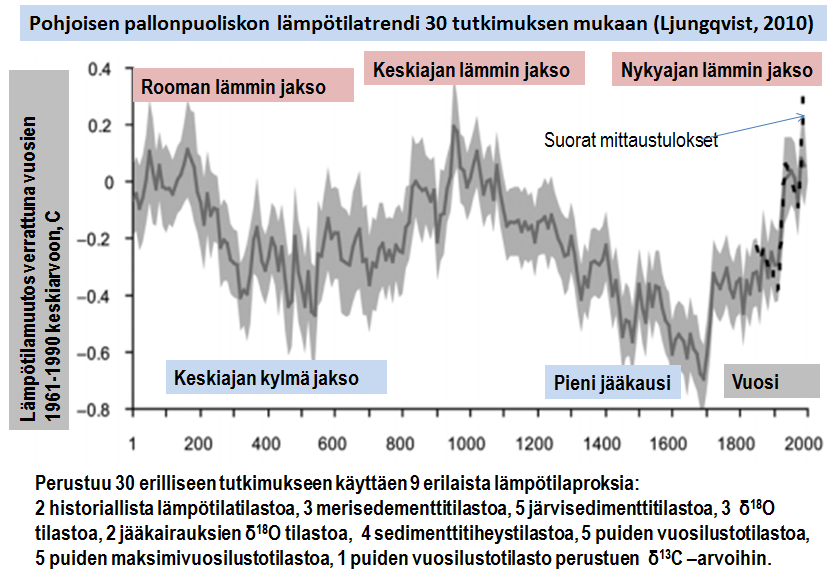 Pohjoisen pallonpuoliskon lämpötilatrendi 30 tutkimuksen mukaan (Ljungqvist, 2010)
Lämpötilamuutos verrattuna vuosien
1961-1990 keskiarvoon, C
0.4
0.2
0
−0.2
−0.4
−0.6
−0.8
Rooman lämmin jakso
Keskiajan lämmin jakso
Nykyajan lämmin jakso
Suorat mittaustulokset
Keskiajan kylmä jakso
Pieni jääkausi
Vuosi
1 200 400 600 800 1000 1200 1400 1600 1800 2000
Perustuu 30 erilliseen tutkimukseen käyttäen 9 erilaista lämpötilaproksia:
2 historiallista lämpötilatilastoa, 3 merisedementtitilastoa, 5 järvisedimenttitilastoa, 3 δ18O
tilastoa, 2 jääkairauksien δ18O tilastoa, 4 sedimenttitiheystilastoa, 5 puiden vuosilustotilastoa,
5 puiden maksimivuosilustotilastoa, 1 puiden vuosilustotilasto perustuen δ13C –arvoihin.